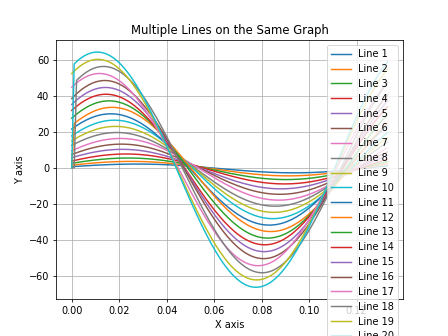 Multiple Lines on the Same Graph
Y axis
60
40
20
0
−20
−40
−60
0.00
0.02
0.04
0.06
0.08
0.10
X axis
Line 1
Line 2
Line 3
Line 4
Line 5
Line 6
Line 7
Line 8
Line 9
Line 10
Line 11
Line 12
Line 13
Line 14
Line 15
Line 16
Line 17
Line 18
Line 19
Line 20